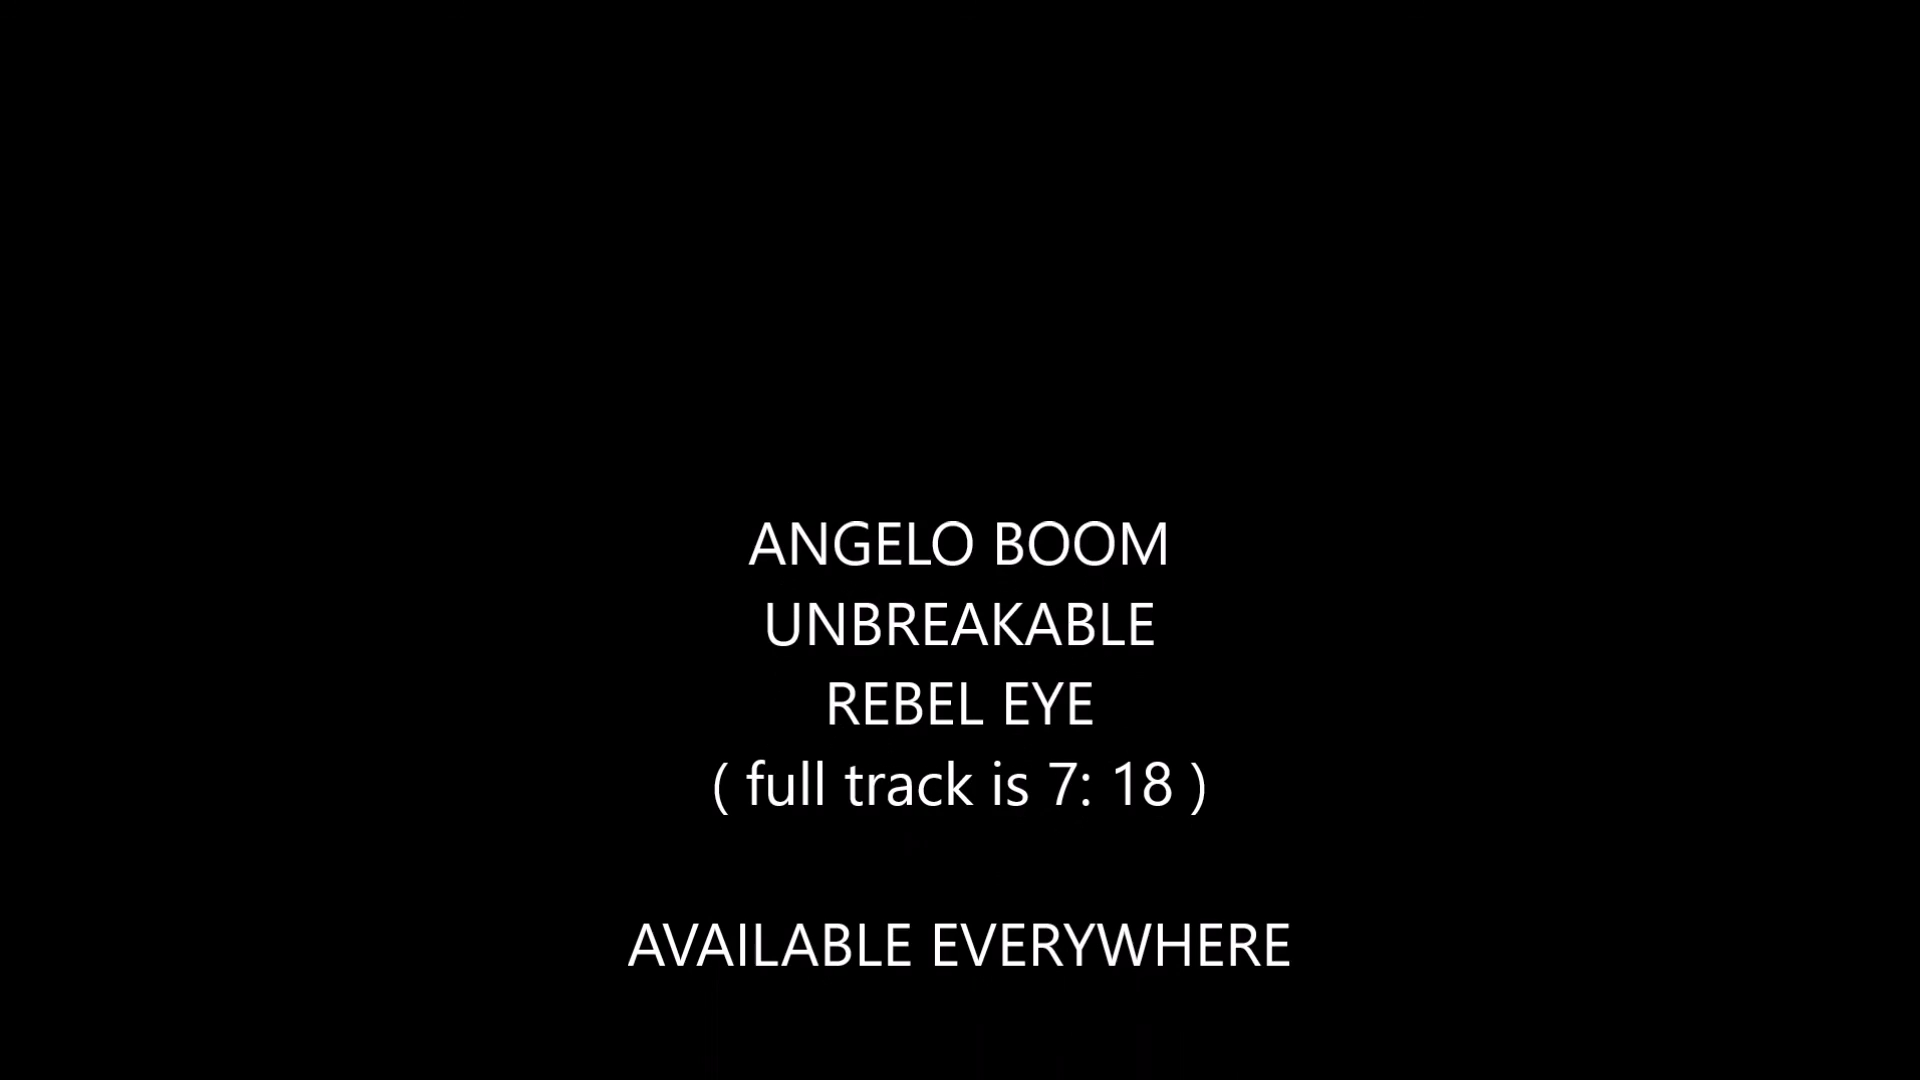 ANGELO BOOM
UNBREAKABLE
REBEL EYE
( full track is 7: 18 )
AVAILABLE EVERYWHERE